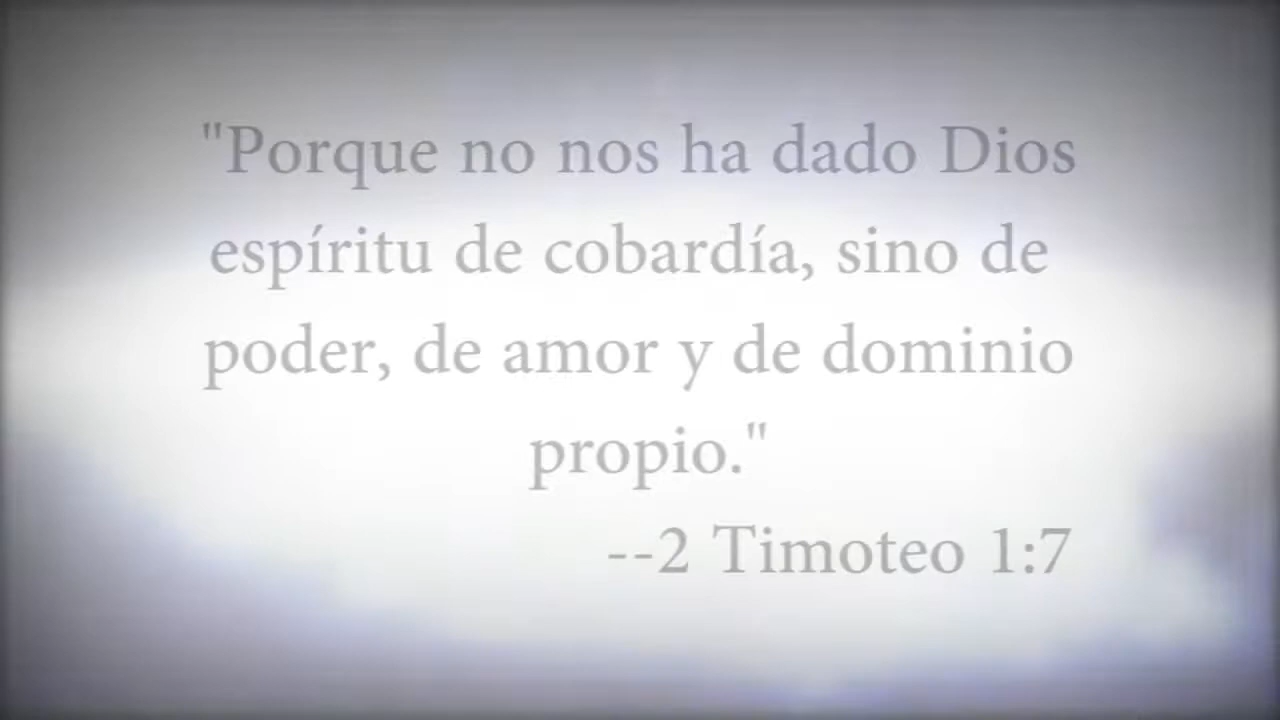 "Porque no nos ha dado Dios
espíritu de cobardía, sino de
poder, de amor y de dominio
propio."
--2 Timoteo 1:7